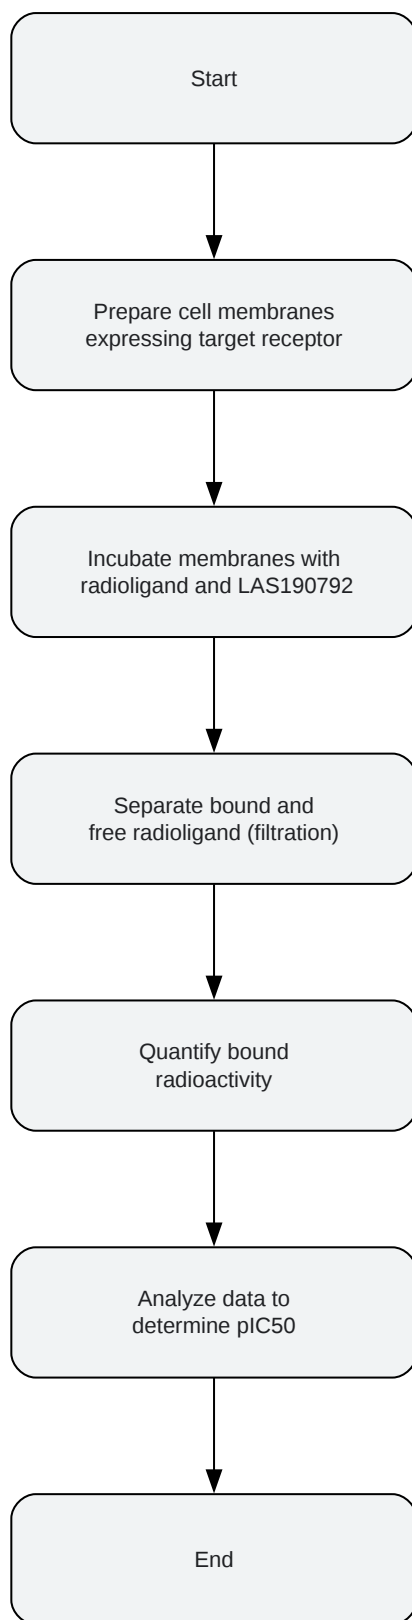 Start
Prepare cell membranes
expressing target receptor
Incubate membranes with
radioligand and LAS190792
Separate bound and
free radioligand (filtration)
Quantify bound
radioactivity
Analyze data to
determine pIC50
End